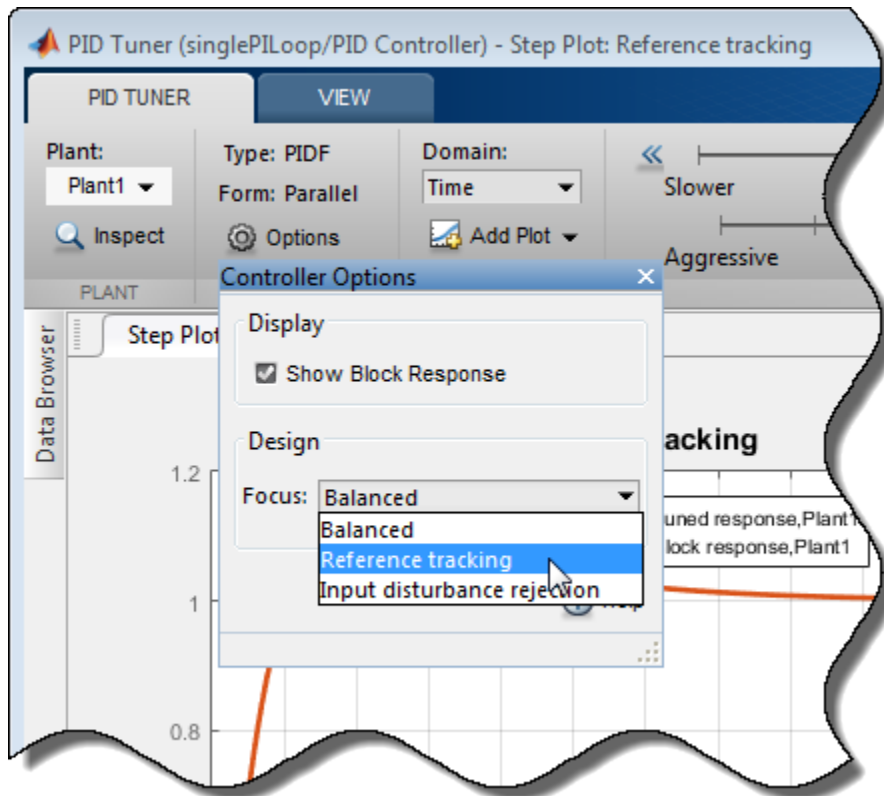 PID Tuner (singlePILoop/PID Controller) - Step Plot: Reference tracking
PID TUNER
VIEW
Plant:
Plant1
Inspect
PLANT
Type: PIDF
Form: Parallel
Options
Domain:
Time
Add Plot
Slower
Aggressive
Controller Options
Display
Show Block Response
Design
Focus: Balanced
Balanced
Reference tracking
Input disturbance rejection
Data Browser
Step Plot
acking
uned response,Plant1
lock response,Plant1
1.2
1
0.8